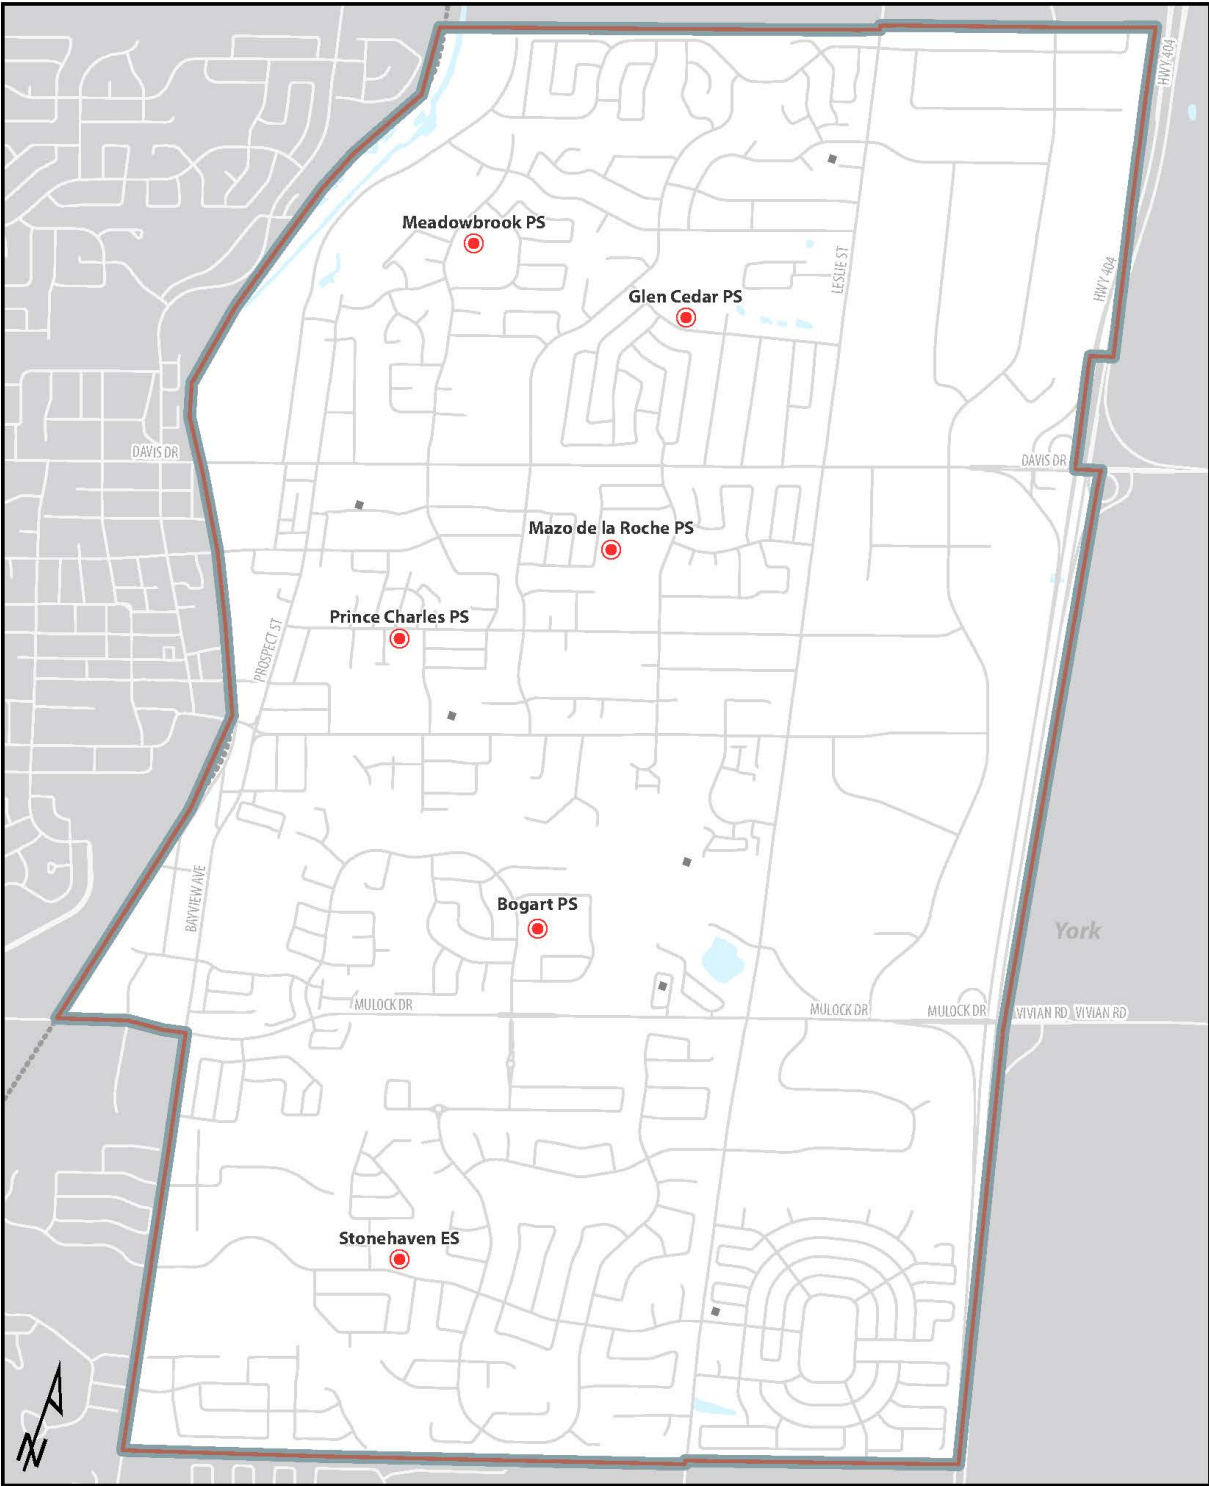 HWY 404
Meadowbrook PS
LESLIE ST
HWY 404
Glen Cedar PS
DAVIS DR
DAVIS DR
Mazo de la Roche PS
Prince Charles PS
PROSPECT ST
BAYVIEW AVE
Bogart PS
York
MULOCK DR
MULOCK DR
MULOCK DR
VIVIAN RD
VIVIAN RD
Stonehaven ES
N